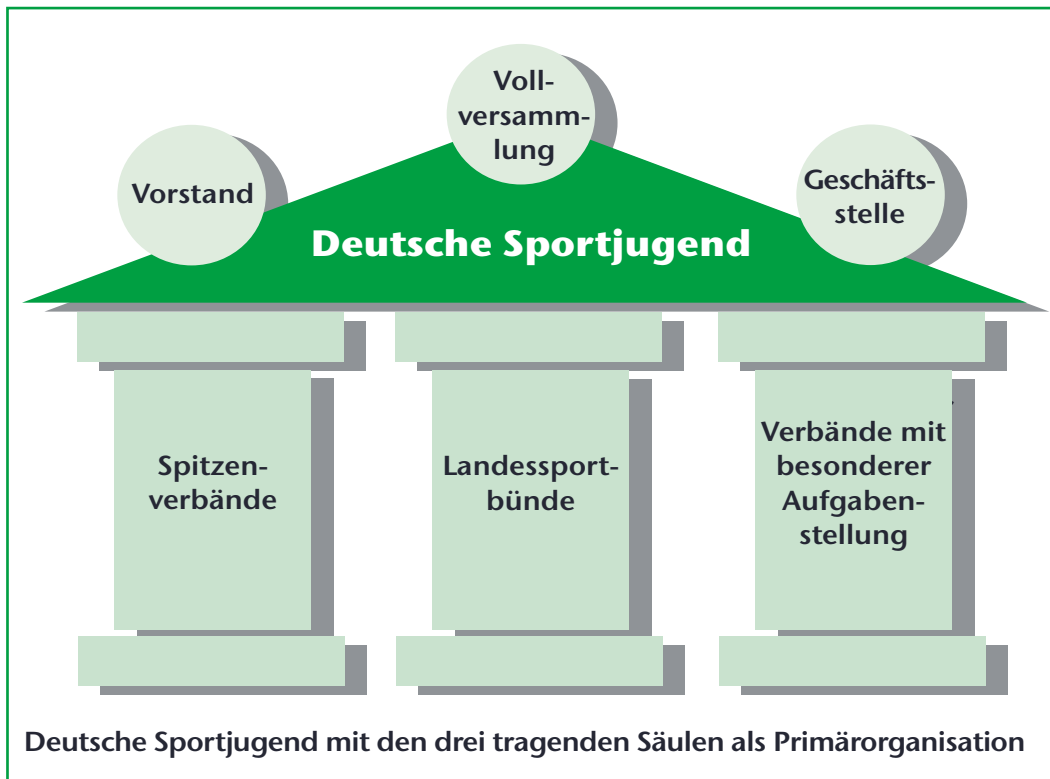 Voll-
versamm-
lung
Vorstand
Geschäfts-
stelle
Deutsche Sportjugend
Spitzen-
verbände
Landessport-
bünde
Verbände mit
besonderer
Aufgaben-
stellung
Deutsche Sportjugend mit den drei tragenden Säulen als Primärorganisation